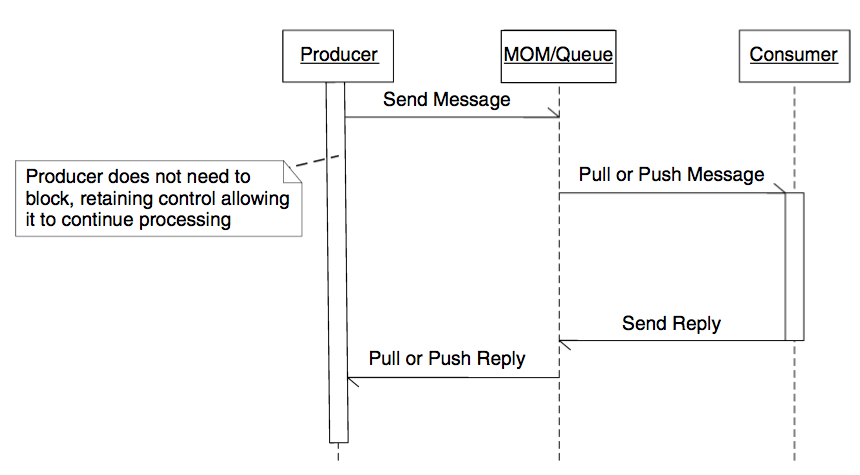 Producer
MOM/Queue
Consumer
Send Message
Pull or Push Message
Producer does not need to
block, retaining control allowing
it to continue processing
Send Reply
Pull or Push Reply